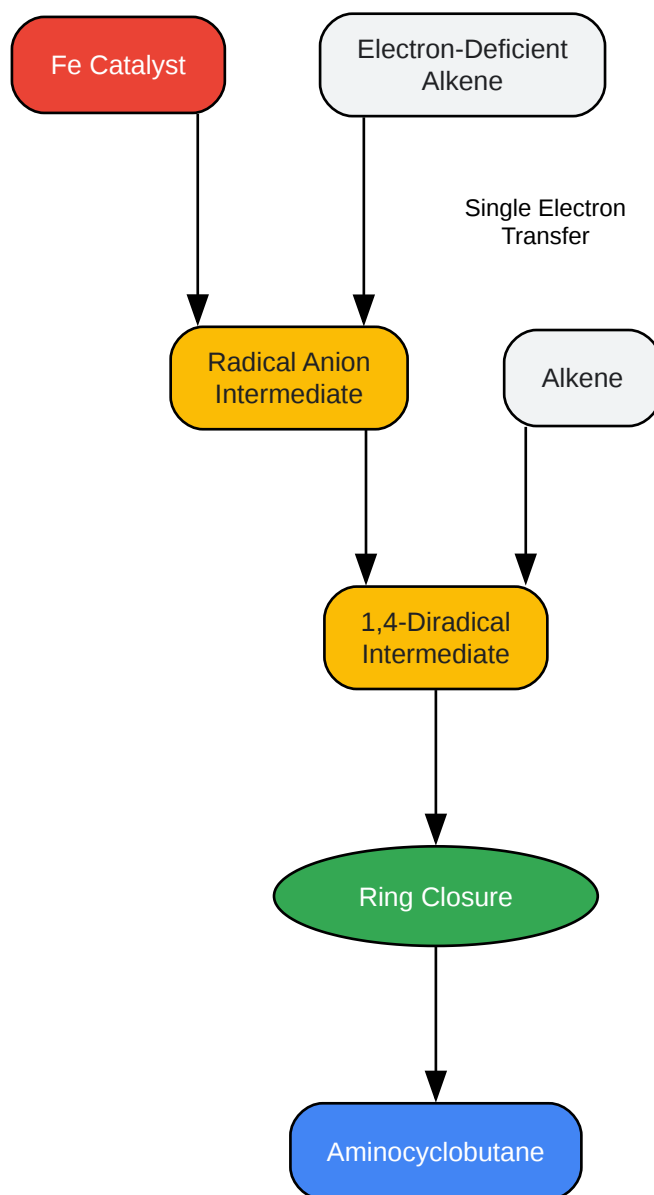 Fe Catalyst
Electron-Deficient
Alkene
Single Electron
Transfer
Radical Anion
Intermediate
Alkene
1,4-Diradical
Intermediate
Ring Closure
Aminocyclobutane